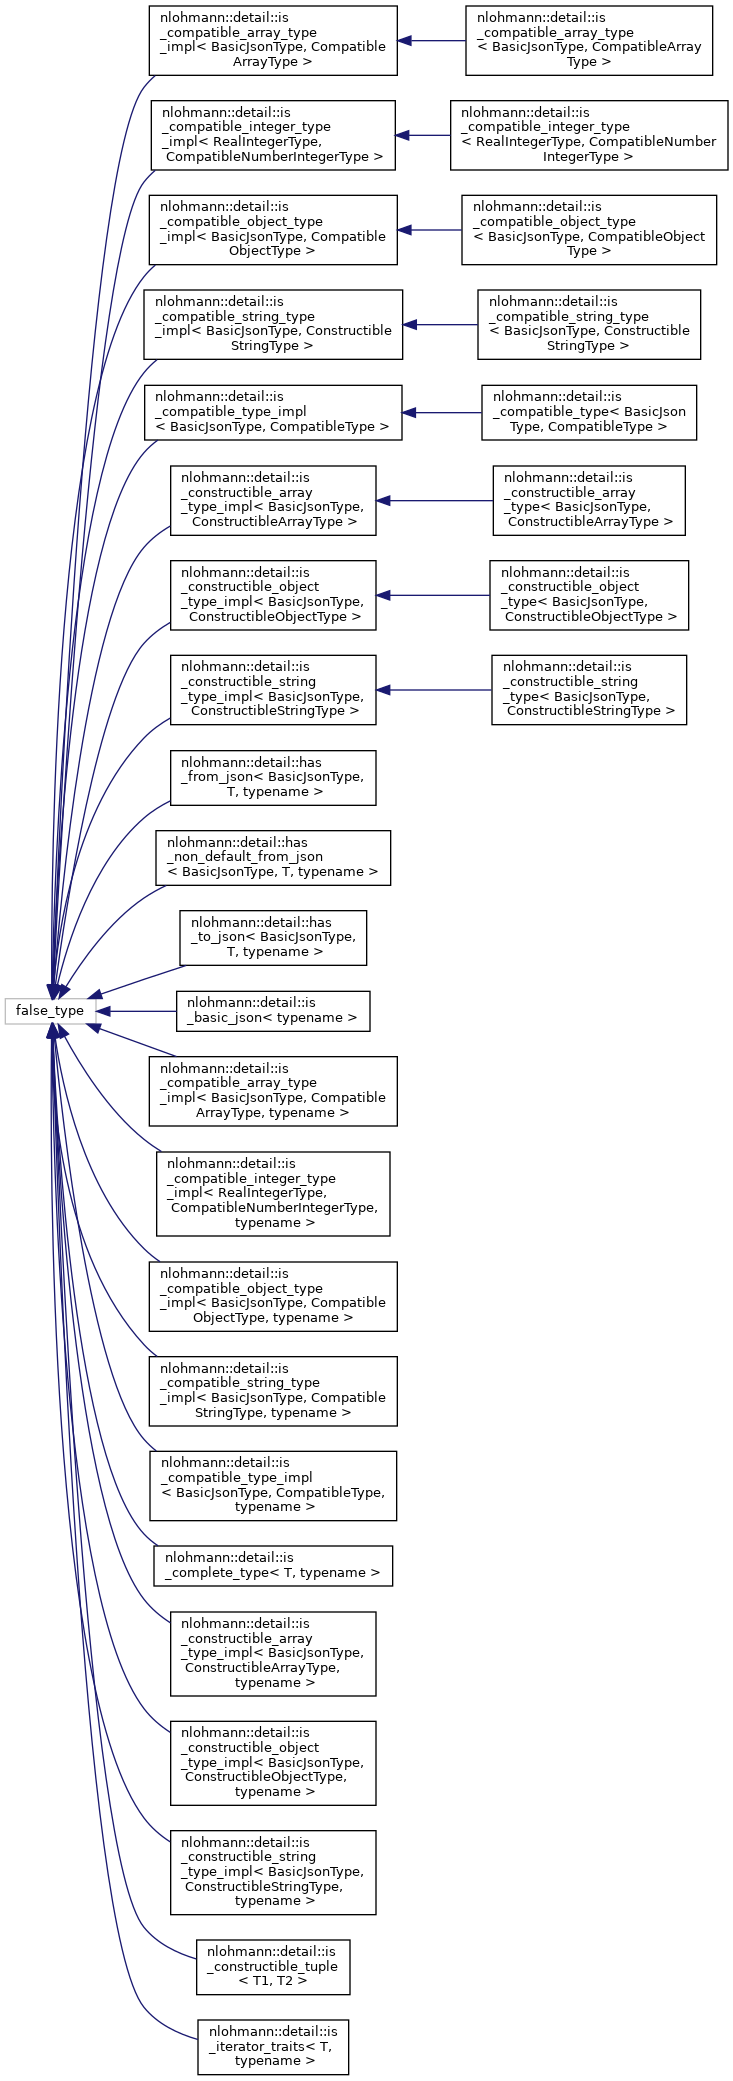 nlohmann::detail::is
_compatible_array_type
_impl< BasicJsonType, Compatible
ArrayType >
nlohmann::detail::is
_compatible_array_type
< BasicJsonType, CompatibleArray
Type >
nlohmann::detail::is
_compatible_integer_type
_impl< RealIntegerType,
CompatibleNumberIntegerType >
nlohmann::detail::is
_compatible_integer_type
< RealIntegerType, CompatibleNumber
IntegerType >
nlohmann::detail::is
_compatible_object_type
_impl< BasicJsonType, Compatible
ObjectType >
nlohmann::detail::is
_compatible_object_type
< BasicJsonType, CompatibleObject
Type >
nlohmann::detail::is
_compatible_string_type
_impl< BasicJsonType, Constructible
StringType >
nlohmann::detail::is
_compatible_string_type
< BasicJsonType, Constructible
StringType >
nlohmann::detail::is
_compatible_type_impl
< BasicJsonType, CompatibleType >
nlohmann::detail::is
_compatible_type< BasicJson
Type, CompatibleType >
nlohmann::detail::is
_constructible_array
_type_impl< BasicJsonType,
ConstructibleArrayType >
nlohmann::detail::is
_constructible_array
_type< BasicJsonType,
ConstructibleArrayType >
nlohmann::detail::is
_constructible_object
_type_impl< BasicJsonType,
ConstructibleObjectType >
nlohmann::detail::is
_constructible_object
_type< BasicJsonType,
ConstructibleObjectType >
nlohmann::detail::is
_constructible_string
_type_impl< BasicJsonType,
ConstructibleStringType >
nlohmann::detail::is
_constructible_string
_type< BasicJsonType,
ConstructibleStringType >
nlohmann::detail::has
_from_json< BasicJsonType,
T, typename >
nlohmann::detail::has
_non_default_from_json
< BasicJsonType, T, typename >
nlohmann::detail::has
_to_json< BasicJsonType,
T, typename >
false_type
nlohmann::detail::is
_basic_json< typename >
nlohmann::detail::is
_compatible_array_type
_impl< BasicJsonType, Compatible
ArrayType, typename >
nlohmann::detail::is
_compatible_integer_type
_impl< RealIntegerType,
CompatibleNumberIntegerType,
typename >
nlohmann::detail::is
_compatible_object_type
_impl< BasicJsonType, Compatible
ObjectType, typename >
nlohmann::detail::is
_compatible_string_type
_impl< BasicJsonType, Compatible
StringType, typename >
nlohmann::detail::is
_compatible_type_impl
< BasicJsonType, CompatibleType,
typename >
nlohmann::detail::is
_complete_type< T, typename >
nlohmann::detail::is
_constructible_array
_type_impl< BasicJsonType,
ConstructibleArrayType,
typename >
nlohmann::detail::is
_constructible_object
_type_impl< BasicJsonType,
ConstructibleObjectType,
typename >
nlohmann::detail::is
_constructible_string
_type_impl< BasicJsonType,
ConstructibleStringType,
typename >
nlohmann::detail::is
_constructible_tuple
< T1, T2 >
nlohmann::detail::is
_iterator_traits< T,
typename >